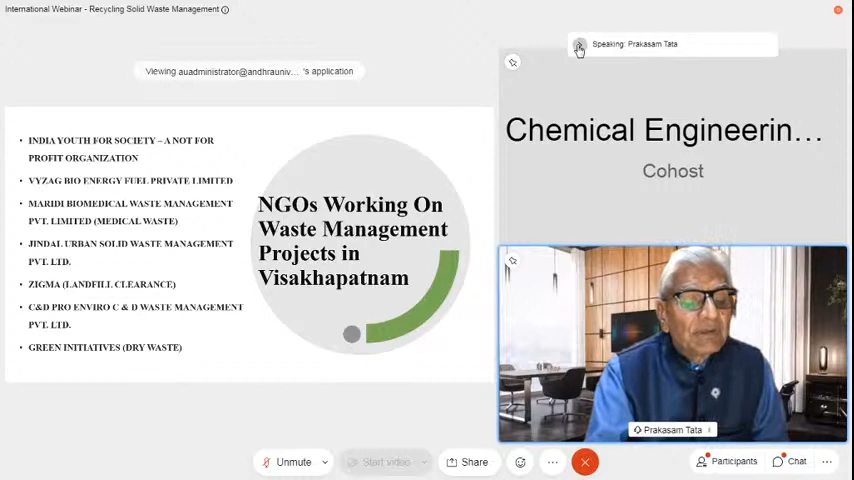 International Webinar - Recycling Solid Waste Management
Speaking: Prakasam Tata
Viewing auadministrator@andhrauniv... 's application
• INDIA YOUTH FOR SOCIETY – A NOT FOR
PROFIT ORGANIZATION
• VYZAG BIO ENERGY FUEL PRIVATE LIMITED
• MARIDI BIOMEDICAL WASTE MANAGEMENT
PVT. LIMITED (MEDICAL WASTE)
• JINDAL URBAN SOLID WASTE MANAGEMENT
PVT. LTD.
• ZIGMA (LANDFILL CLEARANCE)
• C&D PRO ENVIRO C & D WASTE MANAGEMENT
PVT. LTD.
• GREEN INITIATIVES (DRY WASTE)
NGOs Working On
Waste Management
Projects in
Visakhapatnam
Chemical Engineerin...
Cohost
Prakasam Tata
Unmute
Start video
Share
Participants
Chat